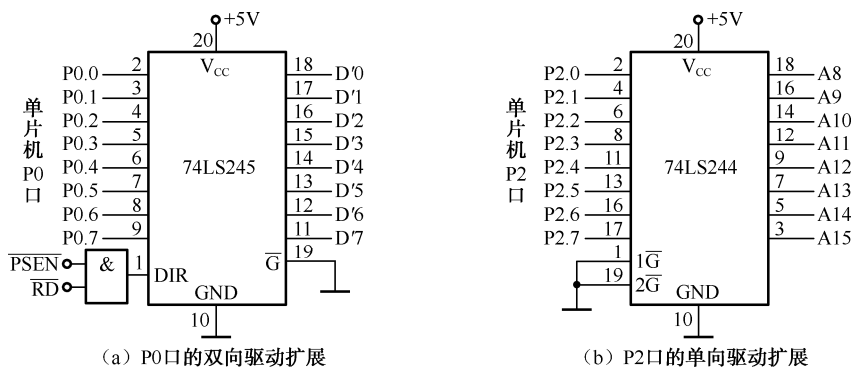 +5V
20
V_CC
P0.0 2 18 D'0
P0.1 3 17 D'1
P0.2 4 16 D'2
P0.3 5 15 D'3
P0.4 6 14 D'4
P0.5 7 13 D'5
P0.6 8 12 D'6
P0.7 9 11 D'7
单片机P0口
74LS245
P̅S̅E̅N̅
R̅D̅
&
1 DIR
G̅ 19
GND
10
(a) P0口的双向驱动扩展
+5V
20
V_CC
P2.0 2 18 A8
P2.1 4 16 A9
P2.2 6 14 A10
P2.3 8 12 A11
P2.4 11 9 A12
P2.5 13 7 A13
P2.6 16 5 A14
P2.7 17 3 A15
单片机P2口
74LS244
1 1G̅
19 2G̅
GND
10
(b) P2口的单向驱动扩展